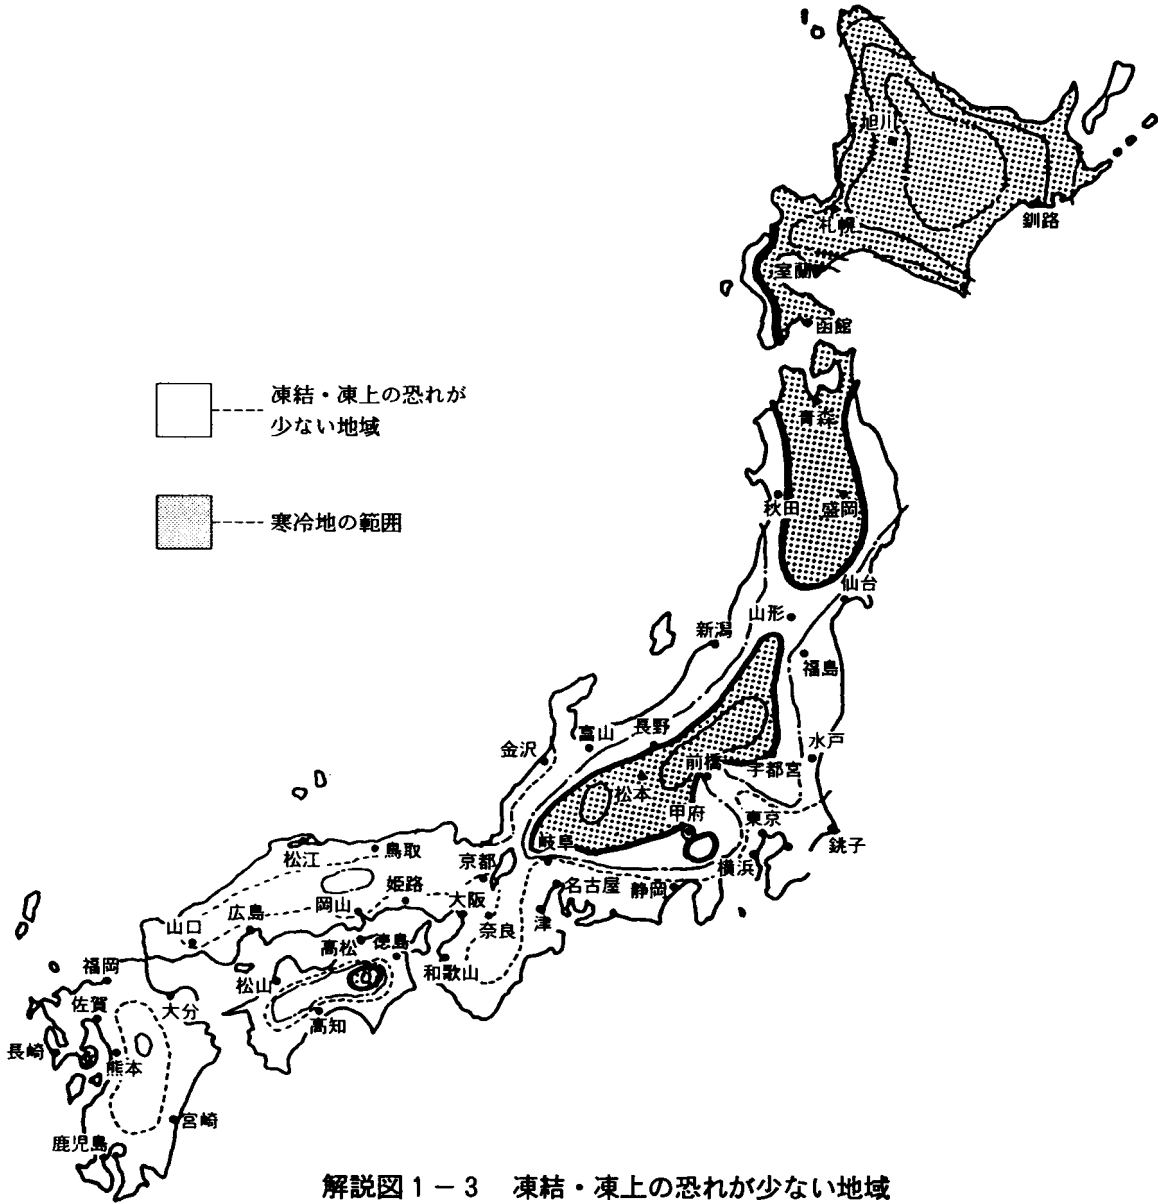 旭川
釧路
札幌
室蘭
函館
凍結・凍上の恐れが
少ない地域
青森
寒冷地の範囲
秋田
盛岡
仙台
山形
新潟
福島
富山
長野
金沢
水戸
前橋
宇都宮
松本
甲府
東京
銚子
岐阜
横浜
松江
鳥取
京都
姫路
大阪
名古屋
静岡
岡山
広島
山口
奈良
津
高松
徳島
和歌山
福岡
松山
佐賀
大分
高知
長崎
熊本
宮崎
鹿児島
解説図1-3 凍結・凍上の恐れが少ない地域